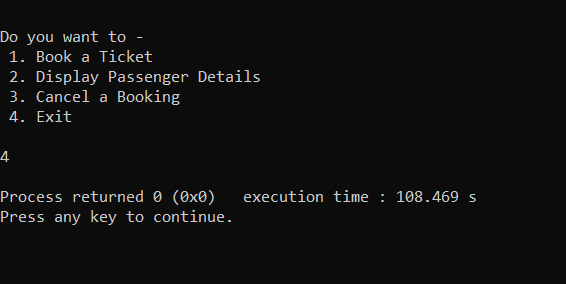 Do you want to -
1. Book a Ticket
2. Display Passenger Details
3. Cancel a Booking
4. Exit
4
Process returned 0 (0x0)   execution time : 108.469 s
Press any key to continue.